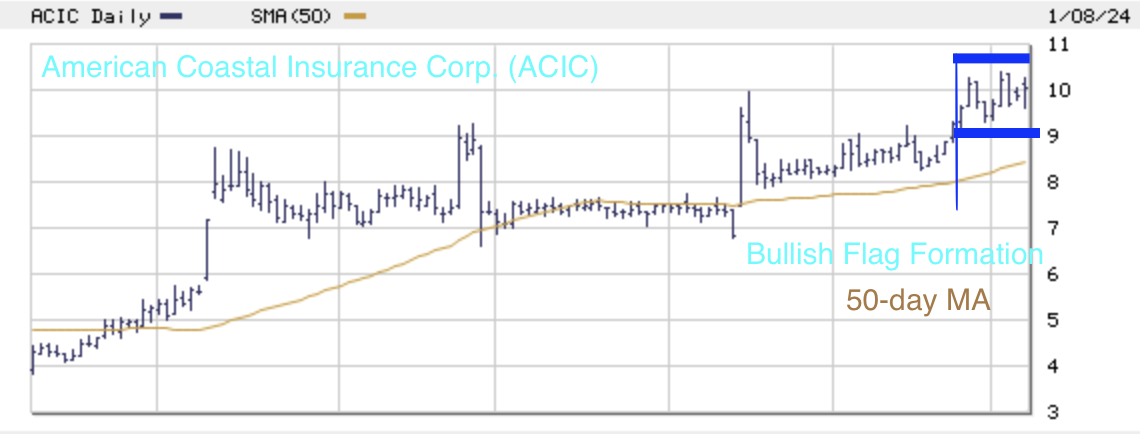 ACIC Daily SMA(50) 1/08/24
American Coastal Insurance Corp. (ACIC)
11
10
9
8
7
Bullish Flag Formation
6
50-day MA
5
4
3